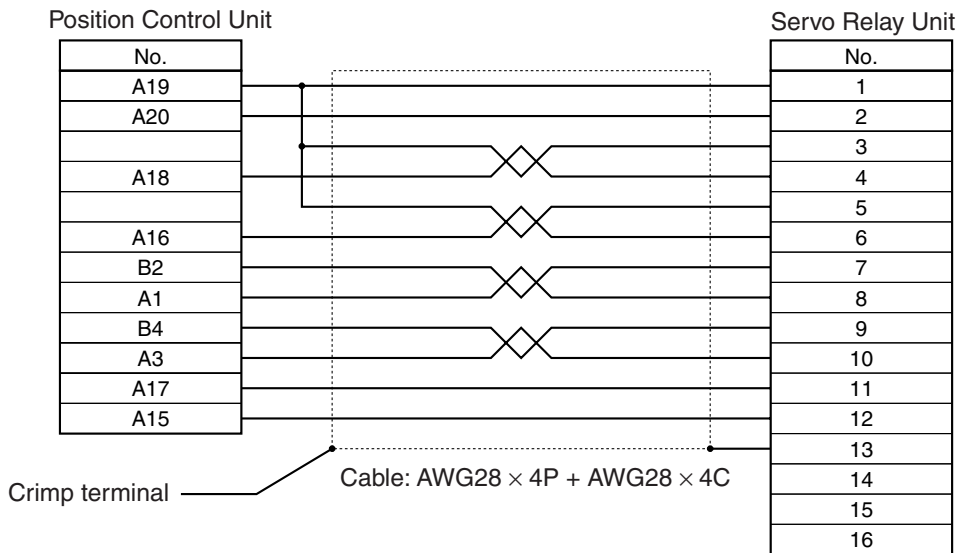 Position Control Unit
Servo Relay Unit
No.
A19
A20
A18
A16
B2
A1
B4
A3
A17
A15
No.
1
2
3
4
5
6
7
8
9
10
11
12
13
14
15
16
Crimp terminal
Cable: AWG28 × 4P + AWG28 × 4C